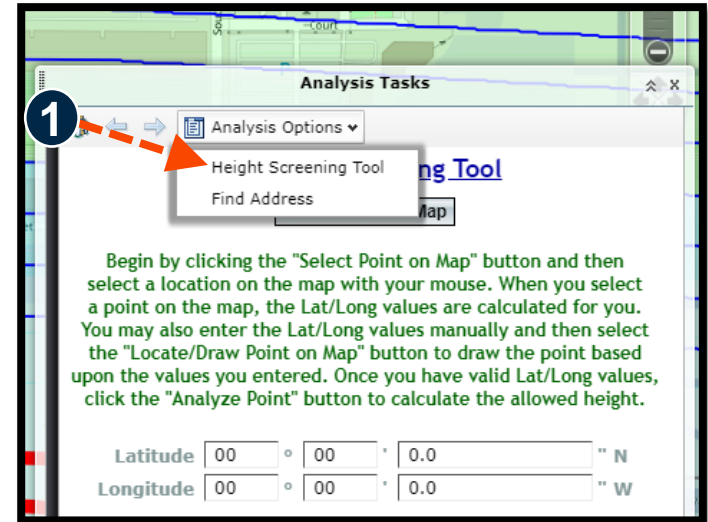 Court
Analysis Tasks
1
Analysis Options
Height Screening Tool
ng Tool
Find Address
Map
Begin by clicking the "Select Point on Map" button and then
select a location on the map with your mouse. When you select
a point on the map, the Lat/Long values are calculated for you.
You may also enter the Lat/Long values manually and then select
the "Locate/Draw Point on Map" button to draw the point based
upon the values you entered. Once you have valid Lat/Long values,
click the "Analyze Point" button to calculate the allowed height.
Latitude 00 ° 00 ' 0.0 " N
Longitude 00 ° 00 ' 0.0 " W